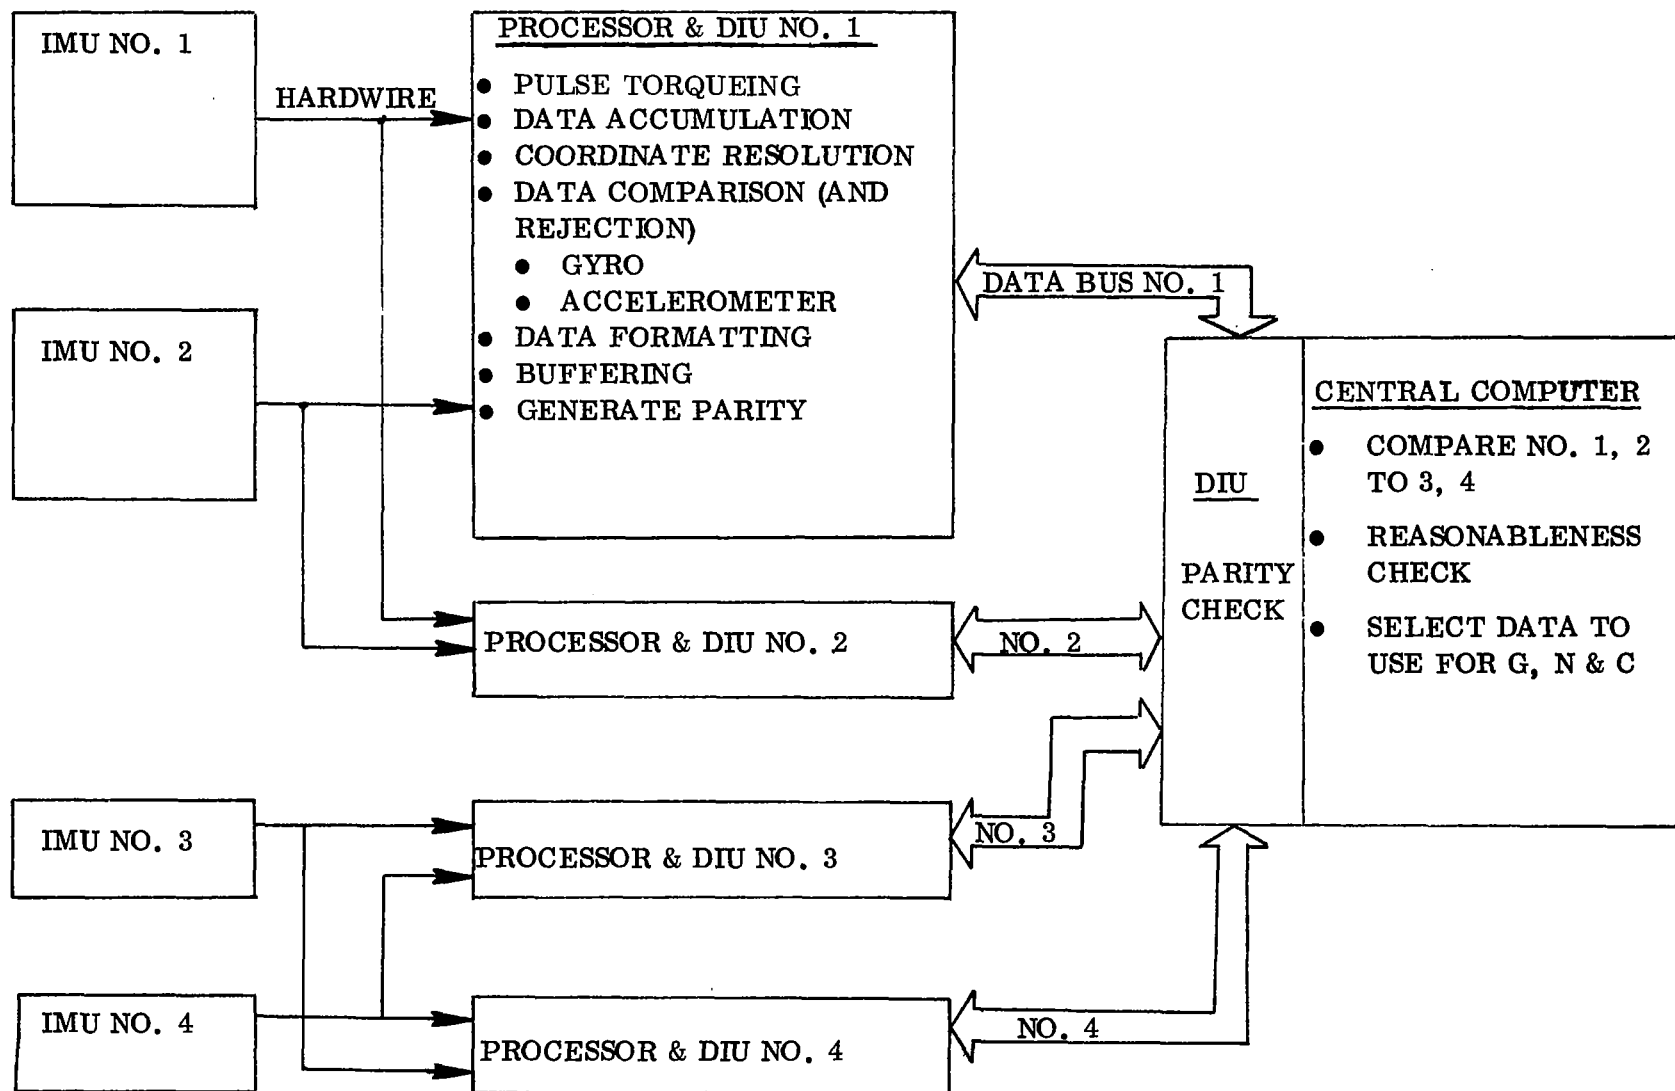 IMU NO. 1
HARDWIRE
PROCESSOR & DIU NO. 1
● PULSE TORQUEING
● DATA ACCUMULATION
● COORDINATE RESOLUTION
● DATA COMPARISON (AND
REJECTION)
● GYRO
● ACCELEROMETER
● DATA FORMATTING
● BUFFERING
● GENERATE PARITY
IMU NO. 2
DATA BUS NO. 1
DIU
PARITY
CHECK
CENTRAL COMPUTER
● COMPARE NO. 1, 2
TO 3, 4
● REASONABLENESS
CHECK
● SELECT DATA TO
USE FOR G, N & C
PROCESSOR & DIU NO. 2
NO. 2
IMU NO. 3
PROCESSOR & DIU NO. 3
NO. 3
IMU NO. 4
PROCESSOR & DIU NO. 4
NO. 4